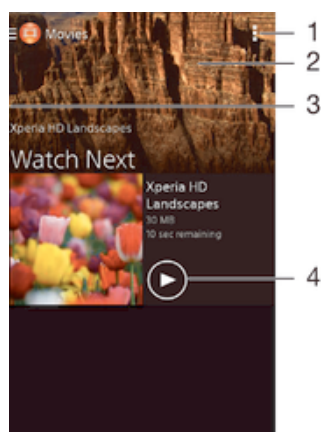 Movies
1
2
3
Xperia HD Landscapes
Watch Next
Xperia HD
Landscapes
30 MB
10 sec remaining
4